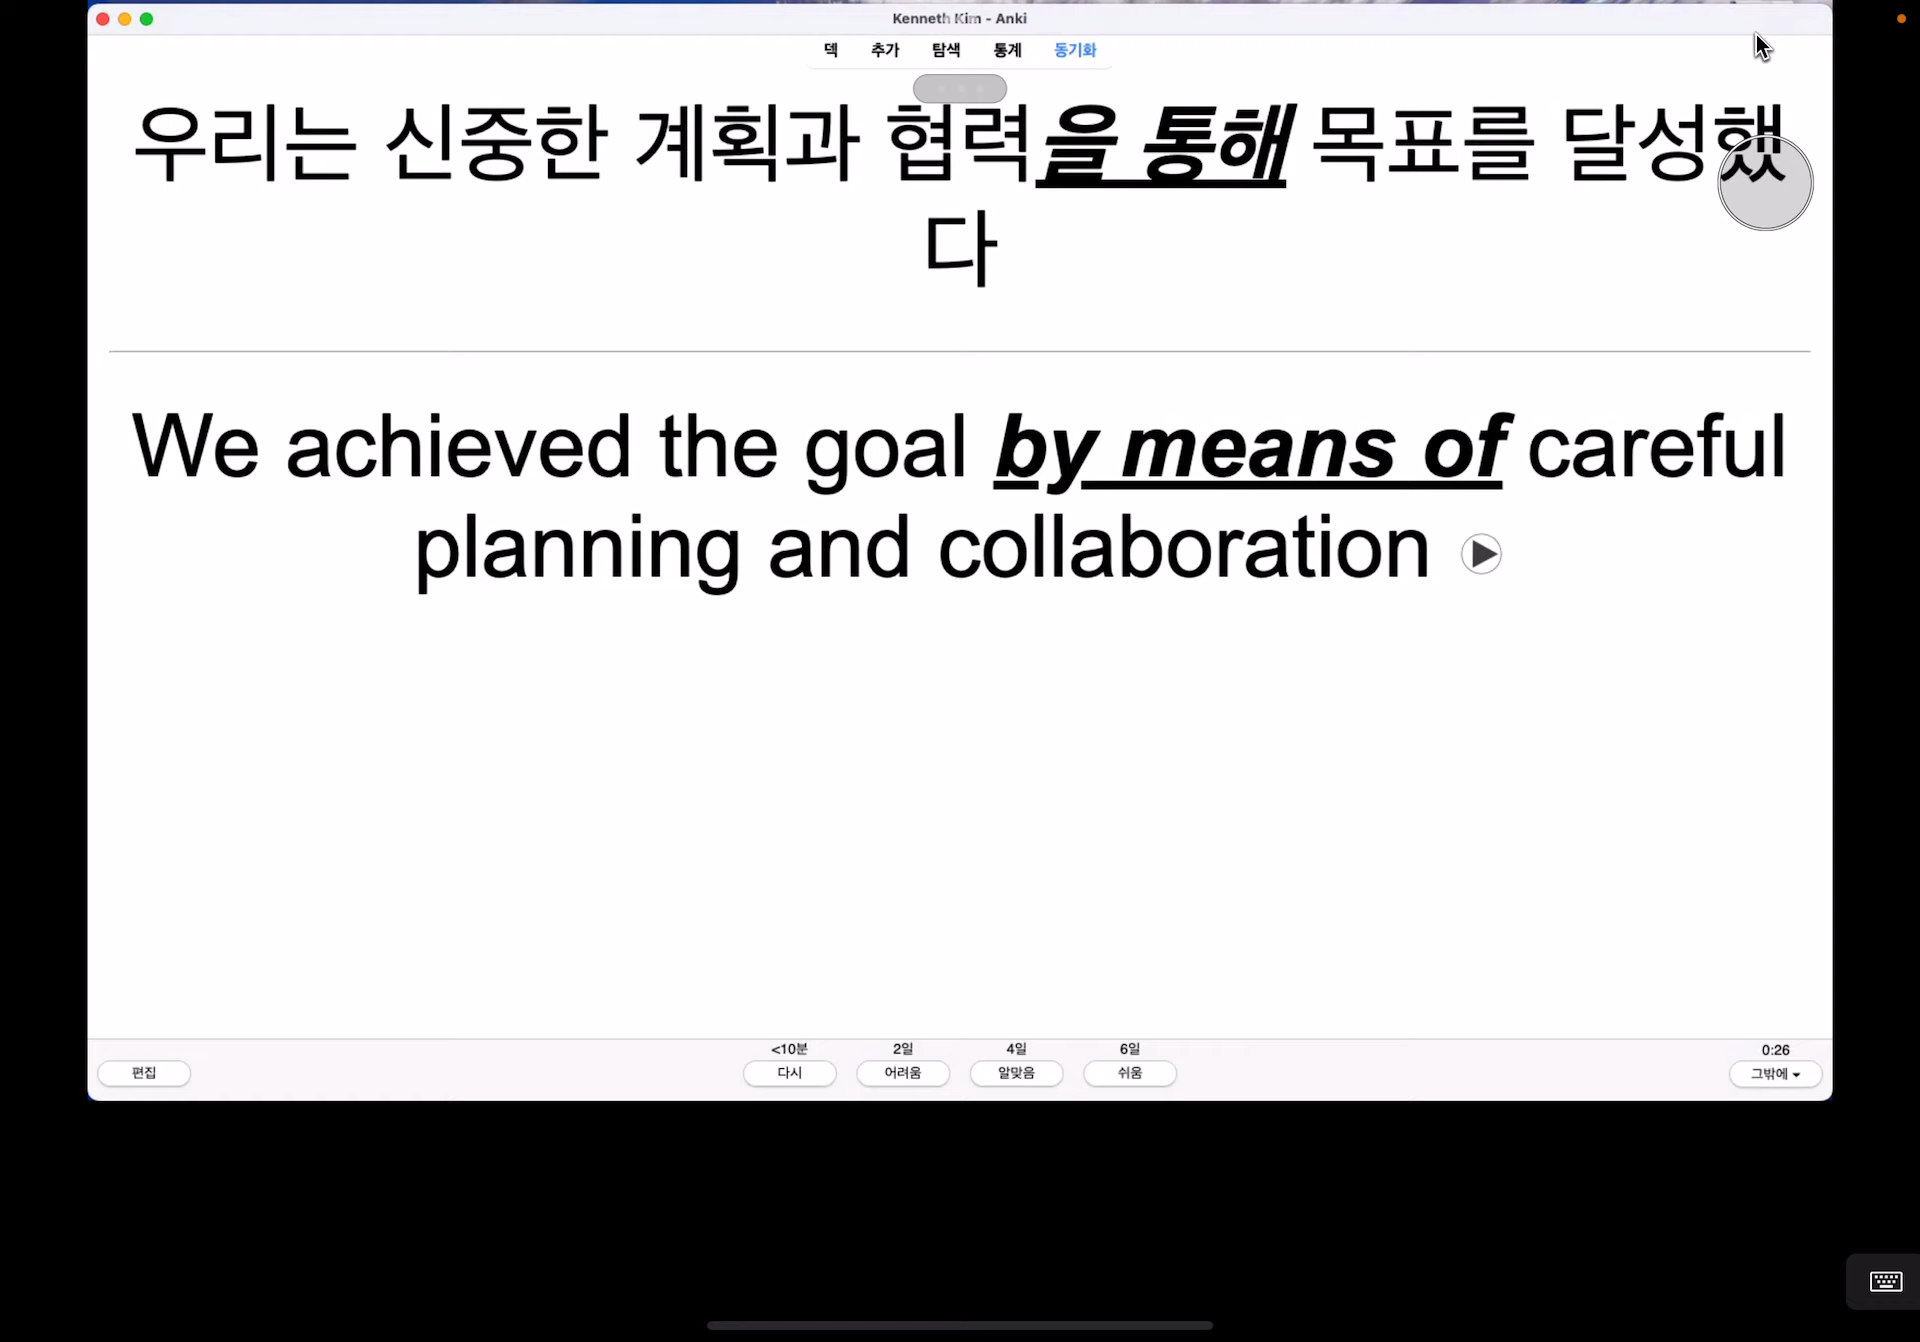 Kenneth Kim - Anki
덱 추가 탐색 통계 동기화
우리는 신중한 계획과 협력을 통해 목표를 달성했
다
We achieved the goal by means of careful
planning and collaboration
<10분 2일 4일 6일 0:26
편집 다시 어려움 알맞음 쉬움 그밖에